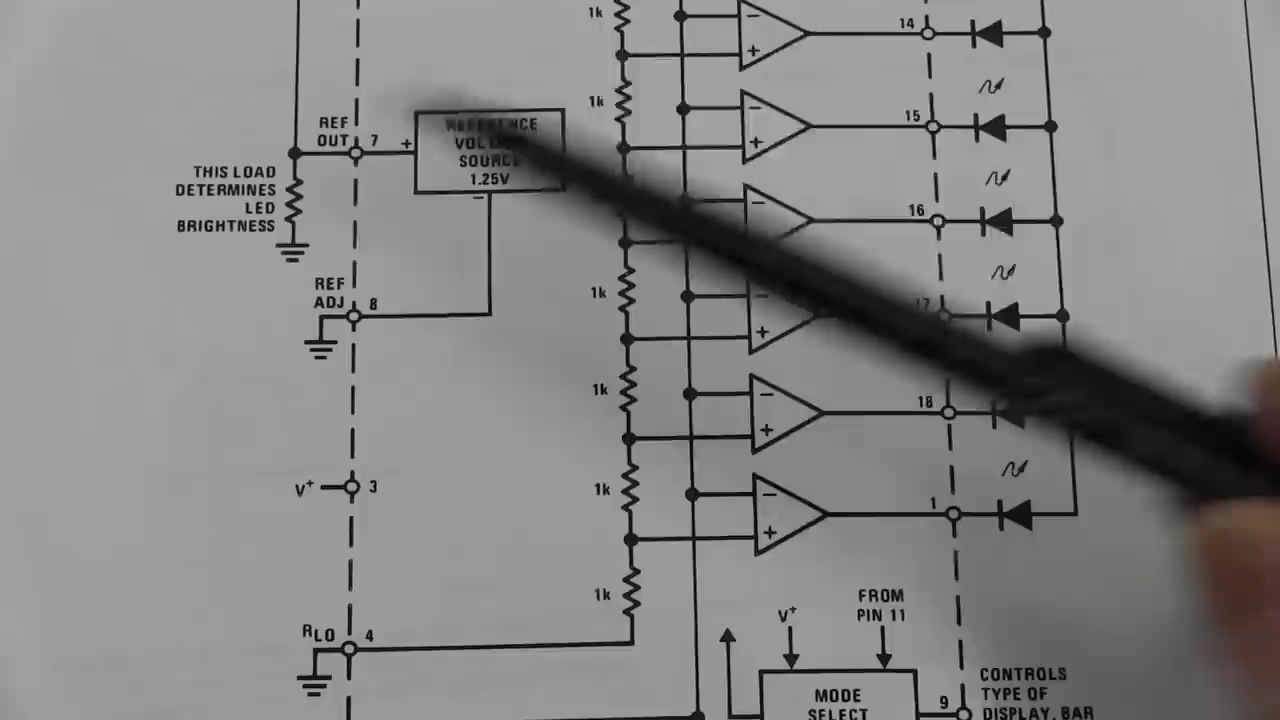 1k
14
1k
15
REF
OUT
7
+
REFERENCE
VOLTAGE
SOURCE
1.25V
−
THIS LOAD
DETERMINES
LED
BRIGHTNESS
16
REF
ADJ
8
1k
17
1k
18
V+
3
1k
1
1k
RLO
4
V+
FROM
PIN 11
MODE
SELECT
9
CONTROLS
TYPE OF
DISPLAY, BAR
− +
− +
−
− +
− +
− +